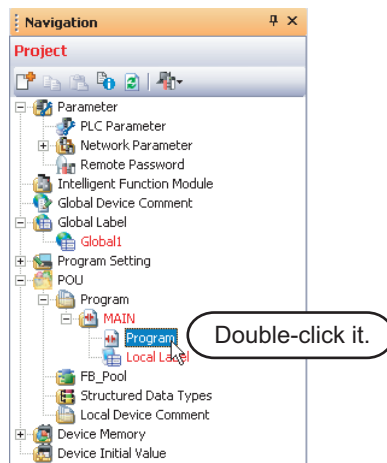 Navigation
Project
Parameter
PLC Parameter
Network Parameter
Remote Password
Intelligent Function Module
Global Device Comment
Global Label
Global1
Program Setting
POU
Program
MAIN
Program
Double-click it.
Local Label
FB_Pool
Structured Data Types
Local Device Comment
Device Memory
Device Initial Value